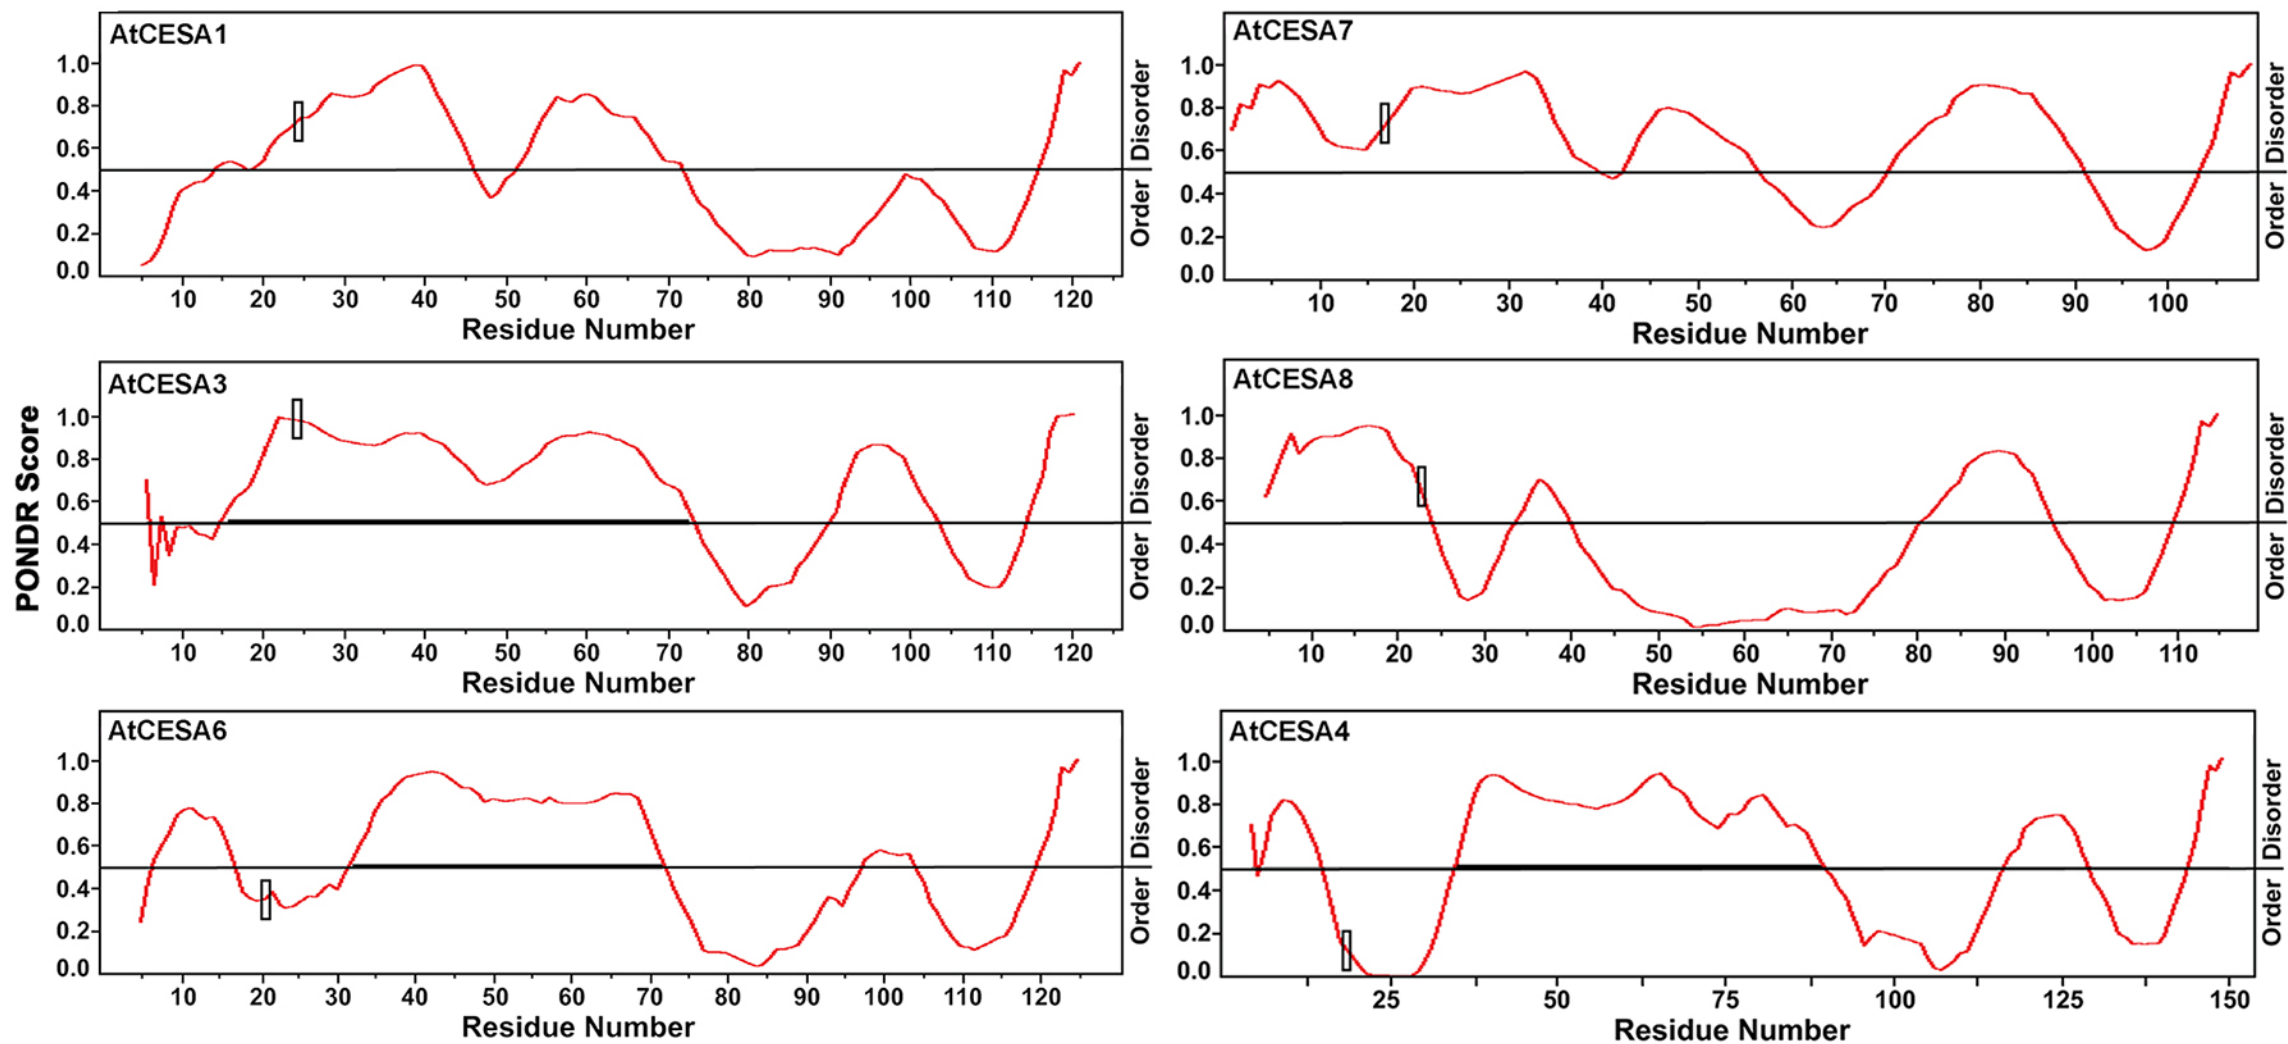 PONDR Score
AtCESA1
1.0
0.8
0.6
0.4
0.2
0.0
10 20 30 40 50 60 70 80 90 100 110 120
Residue Number
Order | Disorder
AtCESA7
1.0
0.8
0.6
0.4
0.2
0.0
10 20 30 40 50 60 70 80 90 100
Residue Number
Order | Disorder
AtCESA3
1.0
0.8
0.6
0.4
0.2
0.0
10 20 30 40 50 60 70 80 90 100 110 120
Residue Number
Order | Disorder
AtCESA8
1.0
0.8
0.6
0.4
0.2
0.0
10 20 30 40 50 60 70 80 90 100 110
Residue Number
Order | Disorder
AtCESA6
1.0
0.8
0.6
0.4
0.2
0.0
10 20 30 40 50 60 70 80 90 100 110 120
Residue Number
Order | Disorder
AtCESA4
1.0
0.8
0.6
0.4
0.2
0.0
25 50 75 100 125 150
Residue Number
Order | Disorder